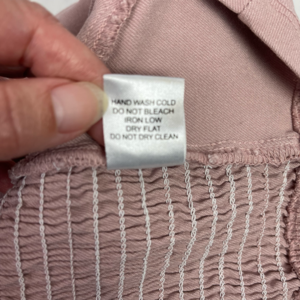 HAND WASH COLD
DO NOT BLEACH
IRON LOW
DRY FLAT
DO NOT DRY CLEAN